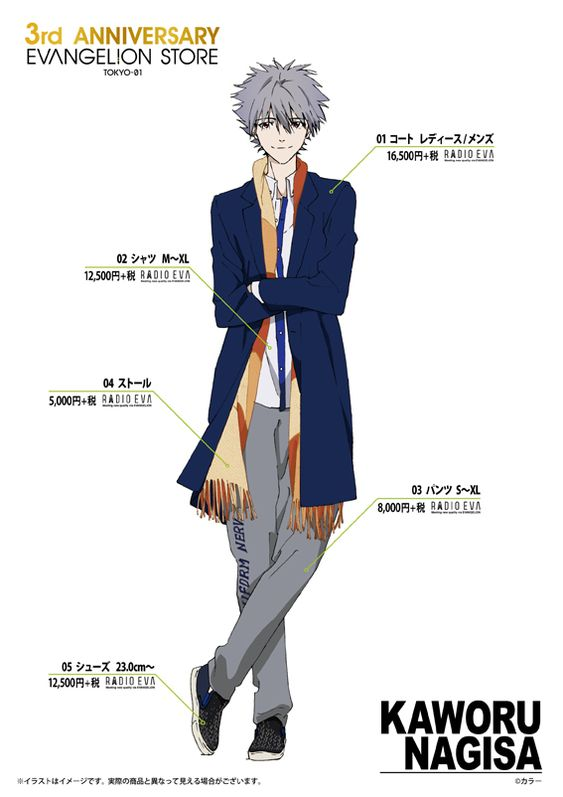 3rd ANNIVERSARY
EVANGELION STORE
TOKYO-01
01 コート レディース/メンズ
16,500円+税 RADIO EVA
02 シャツ M〜XL
12,500円+税 RADIO EVA
04 ストール
5,000円+税 RADIO EVA
03 パンツ S〜XL
8,000円+税 RADIO EVA
NERV
05 シューズ 23.0cm〜
12,500円+税 RADIO EVA
KAWORU
NAGISA
※イラストはイメージです。実際の商品と異なって見える場合がございます。
©カラー